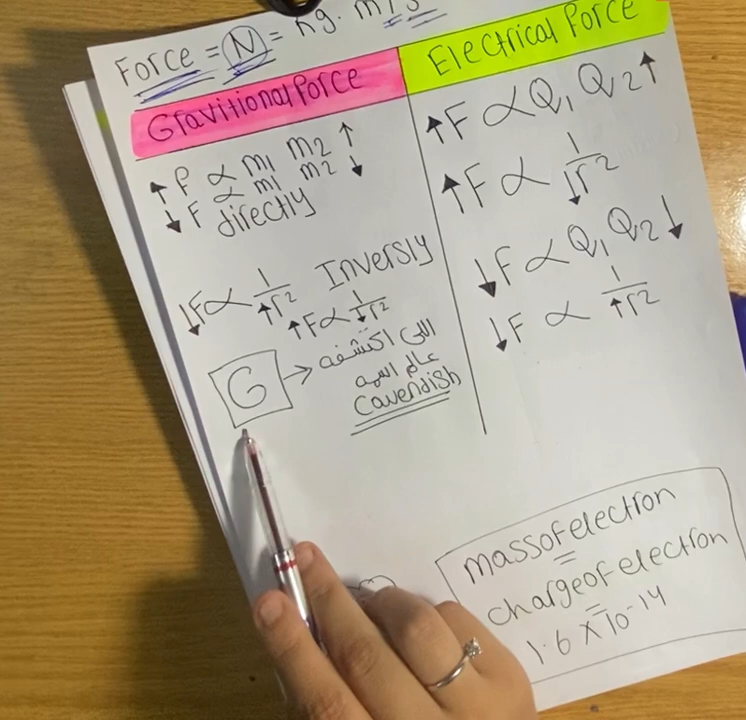 Force = N = kg. m/s
Gravitional Force
↑F ∝ m1 m2 ↑
↓F ∝ m1 m2 ↓
directly
↓F ∝ 1/↑r2 Inversly
↑F ∝ 1/↓r2
G → اللى اكتشفه
عالم اسمه
Cavendish
Electrical Force
↑F ∝ Q1 Q2↑
↑F ∝ 1/↓r2
↓F ∝ Q1 Q2↓
↓F ∝ 1/↑r2
mass of electron
=
charge of electron
=
1.6 X 10-14